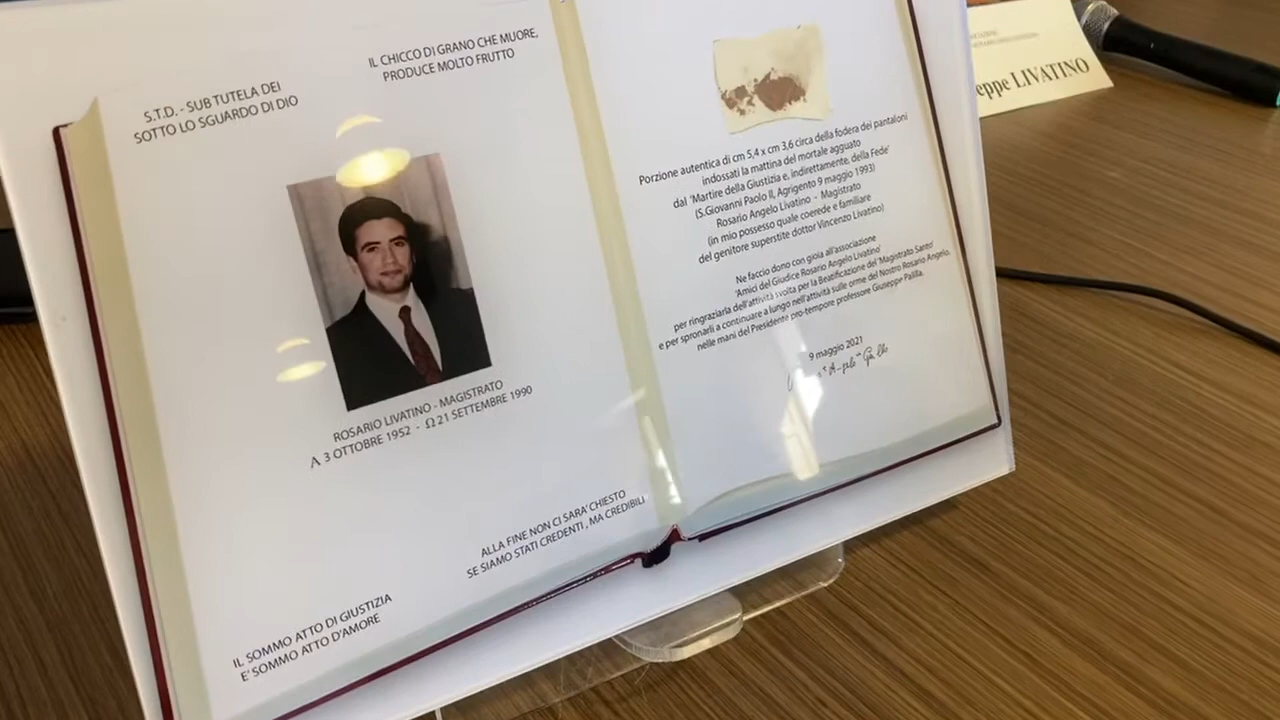 IL CHICCO DI GRANO CHE MUORE,
PRODUCE MOLTO FRUTTO
S.T.D. - SUB TUTELA DEI
SOTTO LO SGUARDO DI DIO
ROSARIO LIVATINO - MAGISTRATO
Α 3 OTTOBRE 1952 - Ω 21 SETTEMBRE 1990
ALLA FINE NON CI SARA' CHIESTO
SE SIAMO STATI CREDENTI, MA CREDIBILI
IL SOMMO ATTO DI GIUSTIZIA
E' SOMMO ATTO D'AMORE
Porzione autentica di cm 5,4 x cm 3,6 circa della fodera dei pantaloni
indossati la mattina del mortale agguato
dal 'Martire della Giustizia e, indirettamente, della Fede'
(S.Giovanni Paolo II, Agrigento 9 maggio 1993)
Rosario Angelo Livatino - Magistrato
(in mio possesso quale coerede e familiare
del genitore superstite dottor Vincenzo Livatino)
Ne faccio dono con gioia all'associazione
'Amici del Giudice Rosario Angelo Livatino'
per ringraziarla dell'attività svolta per la Beatificazione del 'Magistrato Santo'
e per spronarli a continuare a lungo nell'attività sulle orme del Nostro Rosario Angelo.
nelle mani del Presidente pro-tempore professore Giuseppe Palilla.
9 maggio 2021
eppe LIVATINO